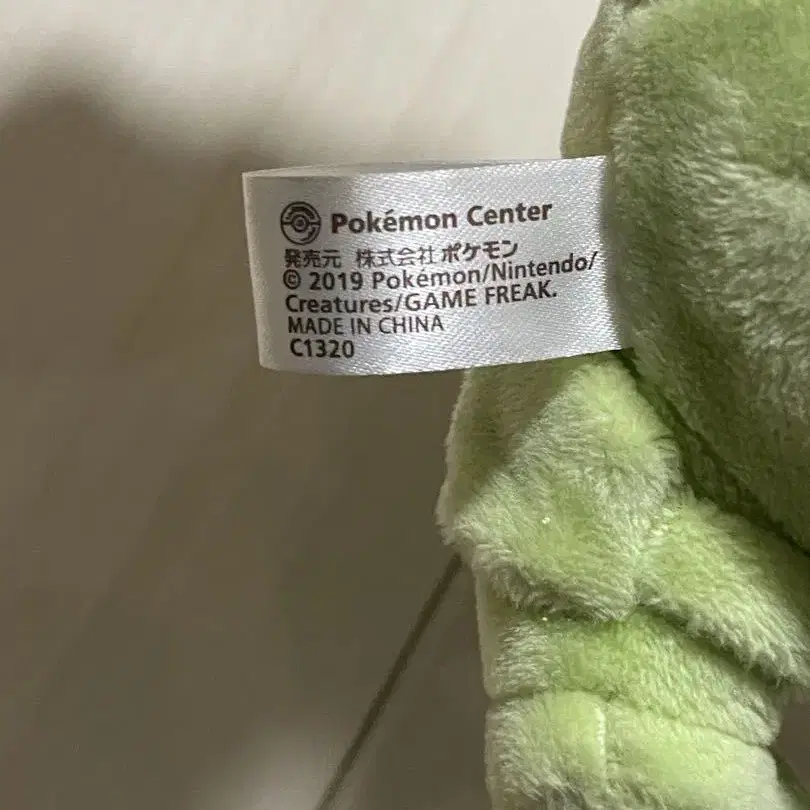 Pokémon Center
発売元 株式会社ポケモン
© 2019 Pokémon/Nintendo/
Creatures/GAME FREAK.
MADE IN CHINA
C1320